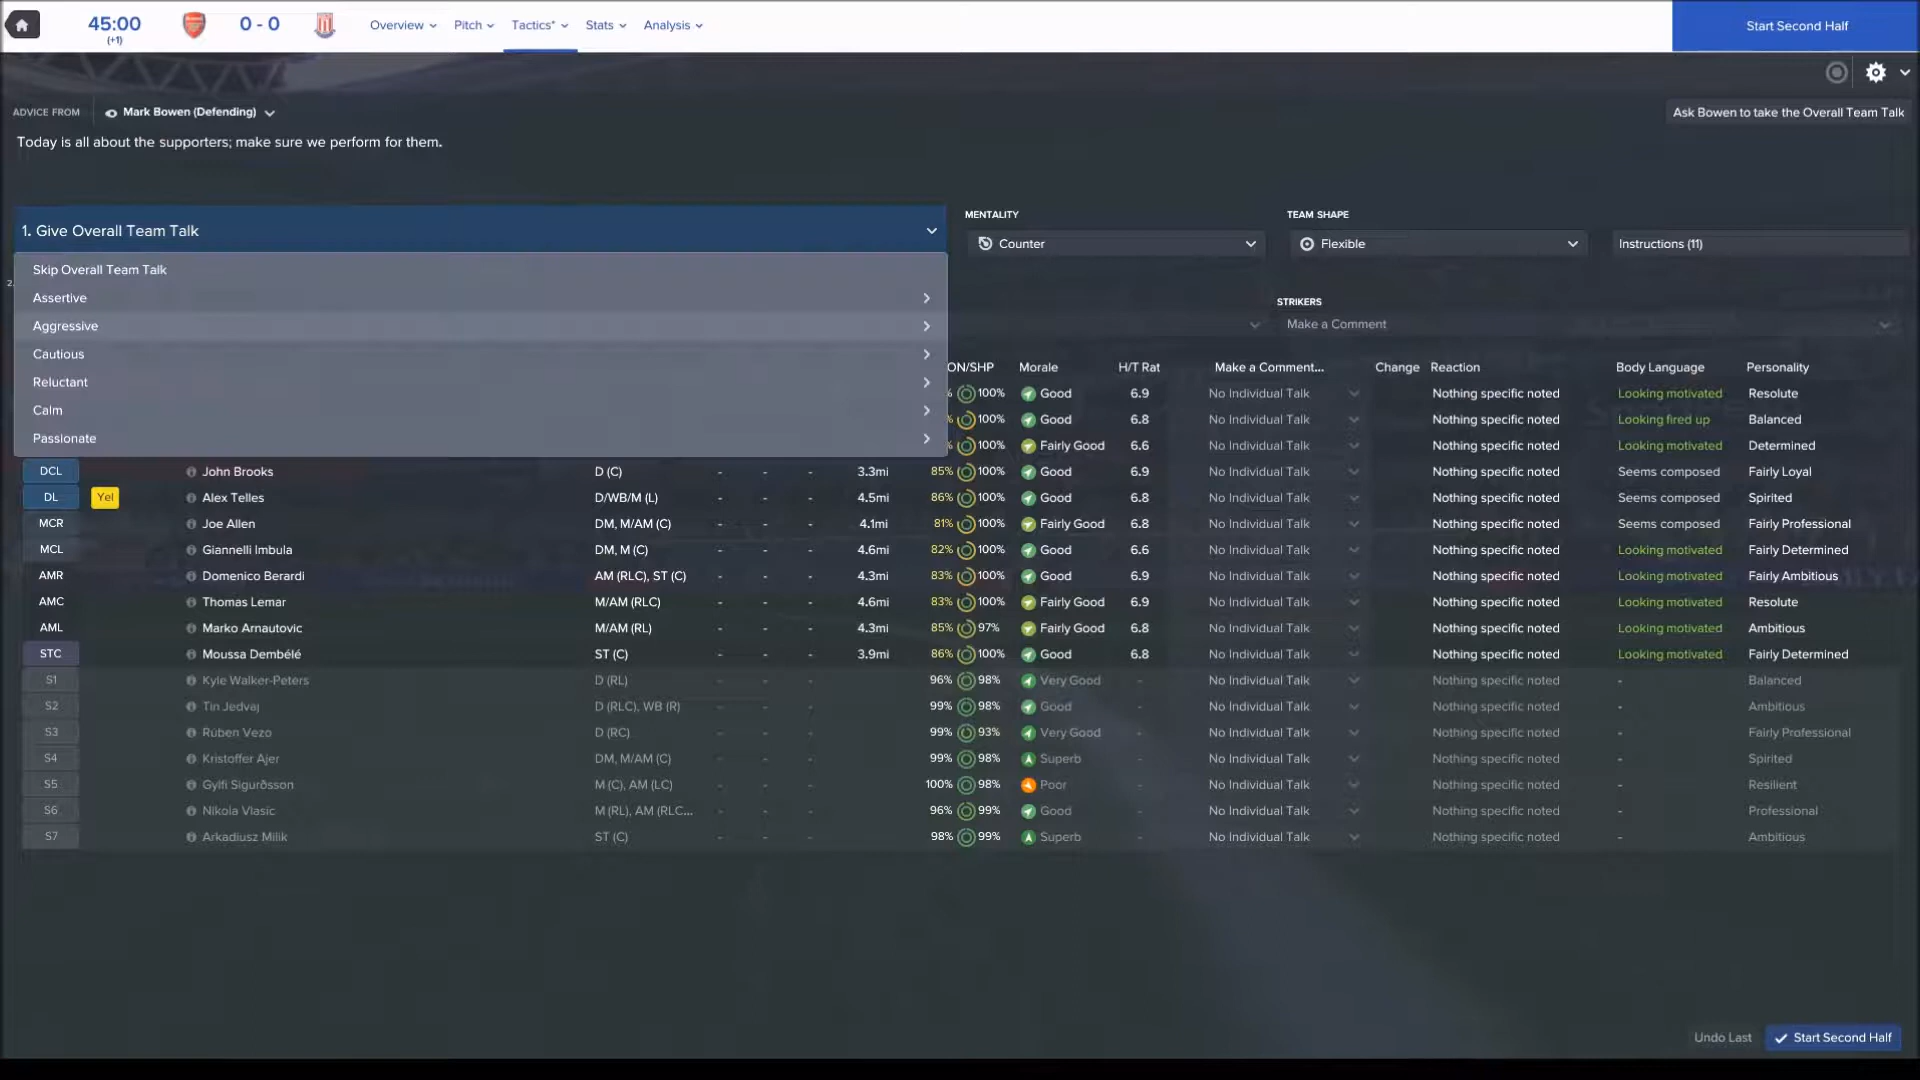 45:00
(+1)
0 - 0
Overview
Pitch
Tactics*
Stats
Analysis
Start Second Half
ADVICE FROM
Mark Bowen (Defending)
Ask Bowen to take the Overall Team Talk
Today is all about the supporters; make sure we perform for them.
1. Give Overall Team Talk
MENTALITY
Counter
TEAM SHAPE
Flexible
Instructions (11)
Skip Overall Team Talk
Assertive
Aggressive
Cautious
Reluctant
Calm
Passionate
2.
STRIKERS
Make a Comment
ON/SHP Morale H/T Rat Make a Comment... Change Reaction Body Language Personality
% 100% Good 6.9 No Individual Talk Nothing specific noted Looking motivated Resolute
% 100% Good 6.8 No Individual Talk Nothing specific noted Looking fired up Balanced
% 100% Fairly Good 6.6 No Individual Talk Nothing specific noted Looking motivated Determined
DCL John Brooks D (C) - - - 3.3mi 85% 100% Good 6.9 No Individual Talk Nothing specific noted Seems composed Fairly Loyal
DL Yel Alex Telles D/WB/M (L) - - - 4.5mi 86% 100% Good 6.8 No Individual Talk Nothing specific noted Seems composed Spirited
MCR Joe Allen DM, M/AM (C) - - - 4.1mi 81% 100% Fairly Good 6.8 No Individual Talk Nothing specific noted Seems composed Fairly Professional
MCL Giannelli Imbula DM, M (C) - - - 4.6mi 82% 100% Good 6.6 No Individual Talk Nothing specific noted Looking motivated Fairly Determined
AMR Domenico Berardi AM (RLC), ST (C) - - - 4.3mi 83% 100% Good 6.9 No Individual Talk Nothing specific noted Looking motivated Fairly Ambitious
AMC Thomas Lemar M/AM (RLC) - - - 4.6mi 83% 100% Fairly Good 6.9 No Individual Talk Nothing specific noted Looking motivated Resolute
AML Marko Arnautovic M/AM (RL) - - - 4.3mi 85% 97% Fairly Good 6.8 No Individual Talk Nothing specific noted Looking motivated Ambitious
STC Moussa Dembélé ST (C) - - - 3.9mi 86% 100% Good 6.8 No Individual Talk Nothing specific noted Looking motivated Fairly Determined
S1 Kyle Walker-Peters D (RL) - - - 96% 98% Very Good - No Individual Talk Nothing specific noted - Balanced
S2 Tin Jedvaj D (RLC), WB (R) - - - 99% 98% Good - No Individual Talk Nothing specific noted - Ambitious
S3 Rúben Vezo D (RC) - - - 99% 93% Very Good - No Individual Talk Nothing specific noted - Fairly Professional
S4 Kristoffer Ajer DM, M/AM (C) - - - 99% 98% Superb - No Individual Talk Nothing specific noted - Spirited
S5 Gylfi Sigurðsson M (C), AM (LC) - - - 100% 98% Poor - No Individual Talk Nothing specific noted - Resilient
S6 Nikola Vlasic M (RL), AM (RLC... - - - 96% 99% Good - No Individual Talk Nothing specific noted - Professional
S7 Arkadiusz Milik ST (C) - - - 98% 99% Superb - No Individual Talk Nothing specific noted - Ambitious
Undo Last
Start Second Half